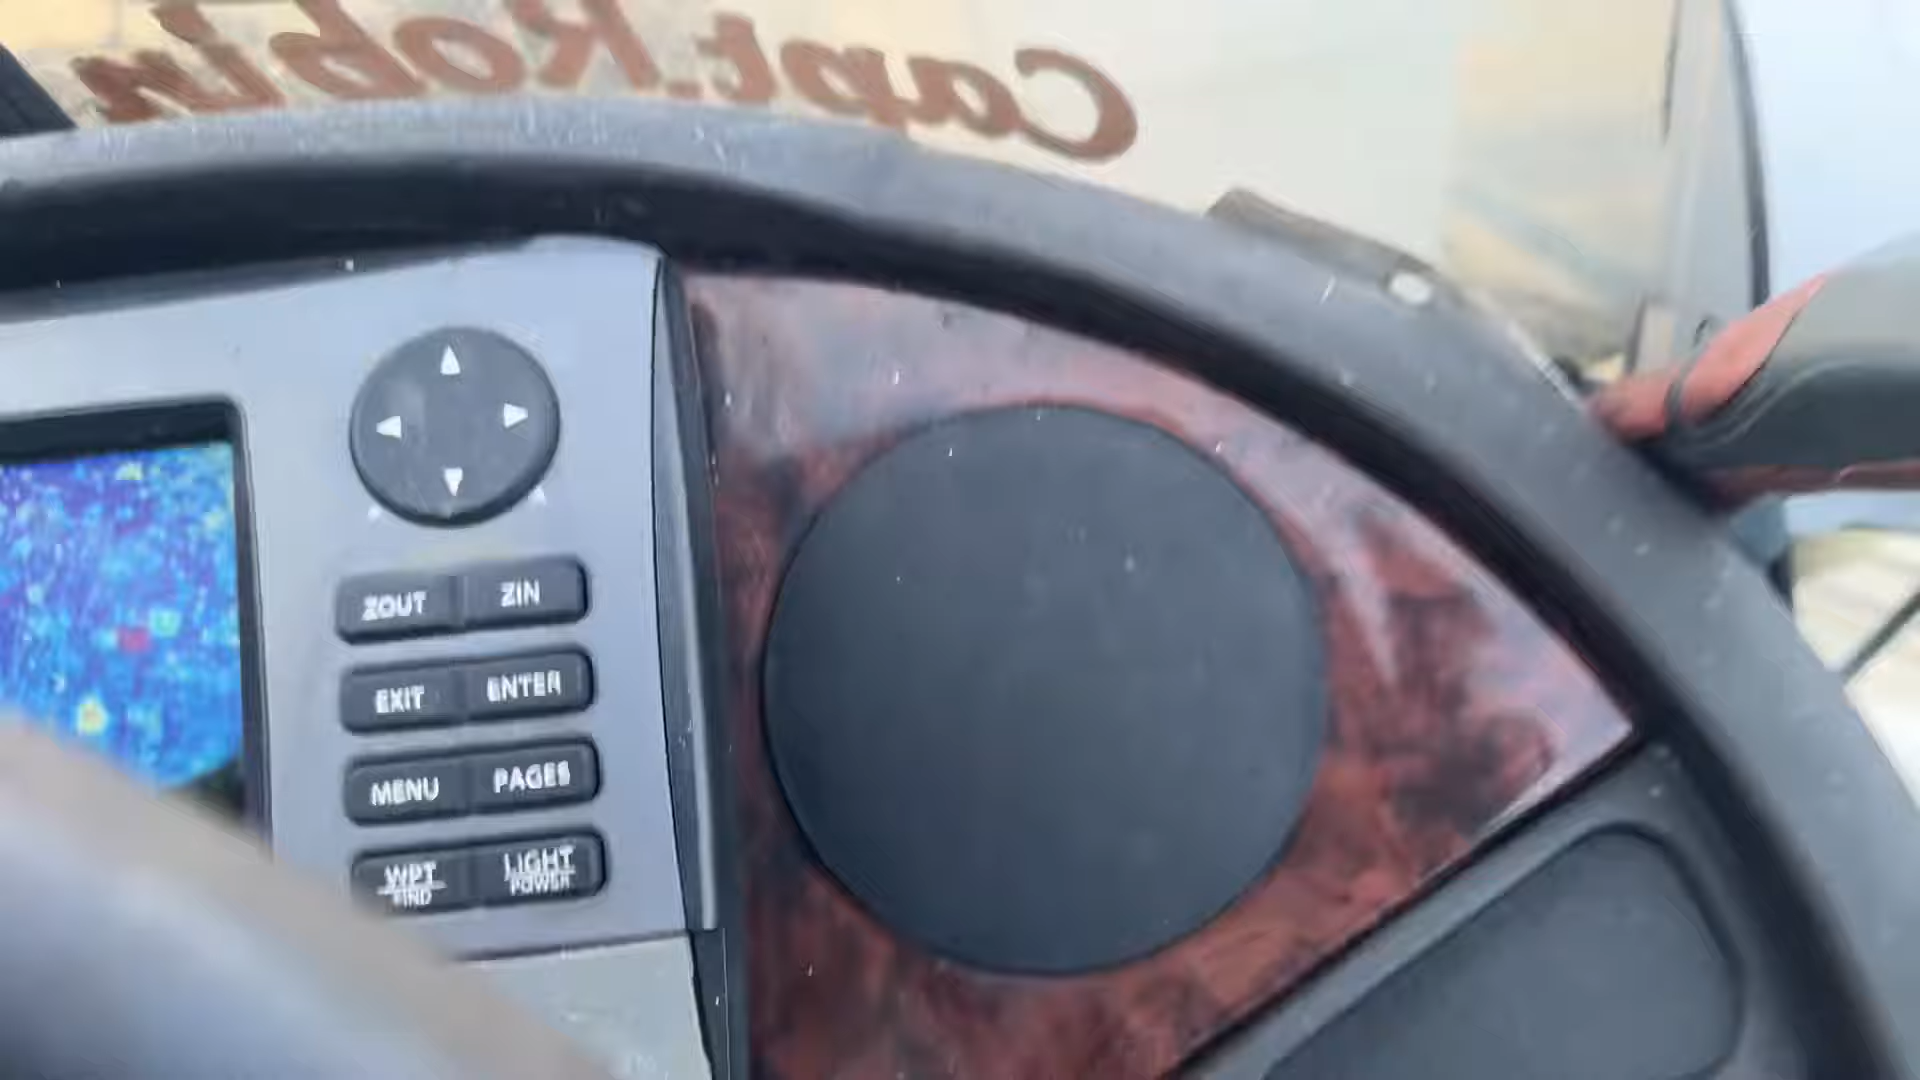 Capt. Robin
ZOUT ZIN
EXIT ENTER
MENU PAGES
WPT LIGHT
FIND POWER